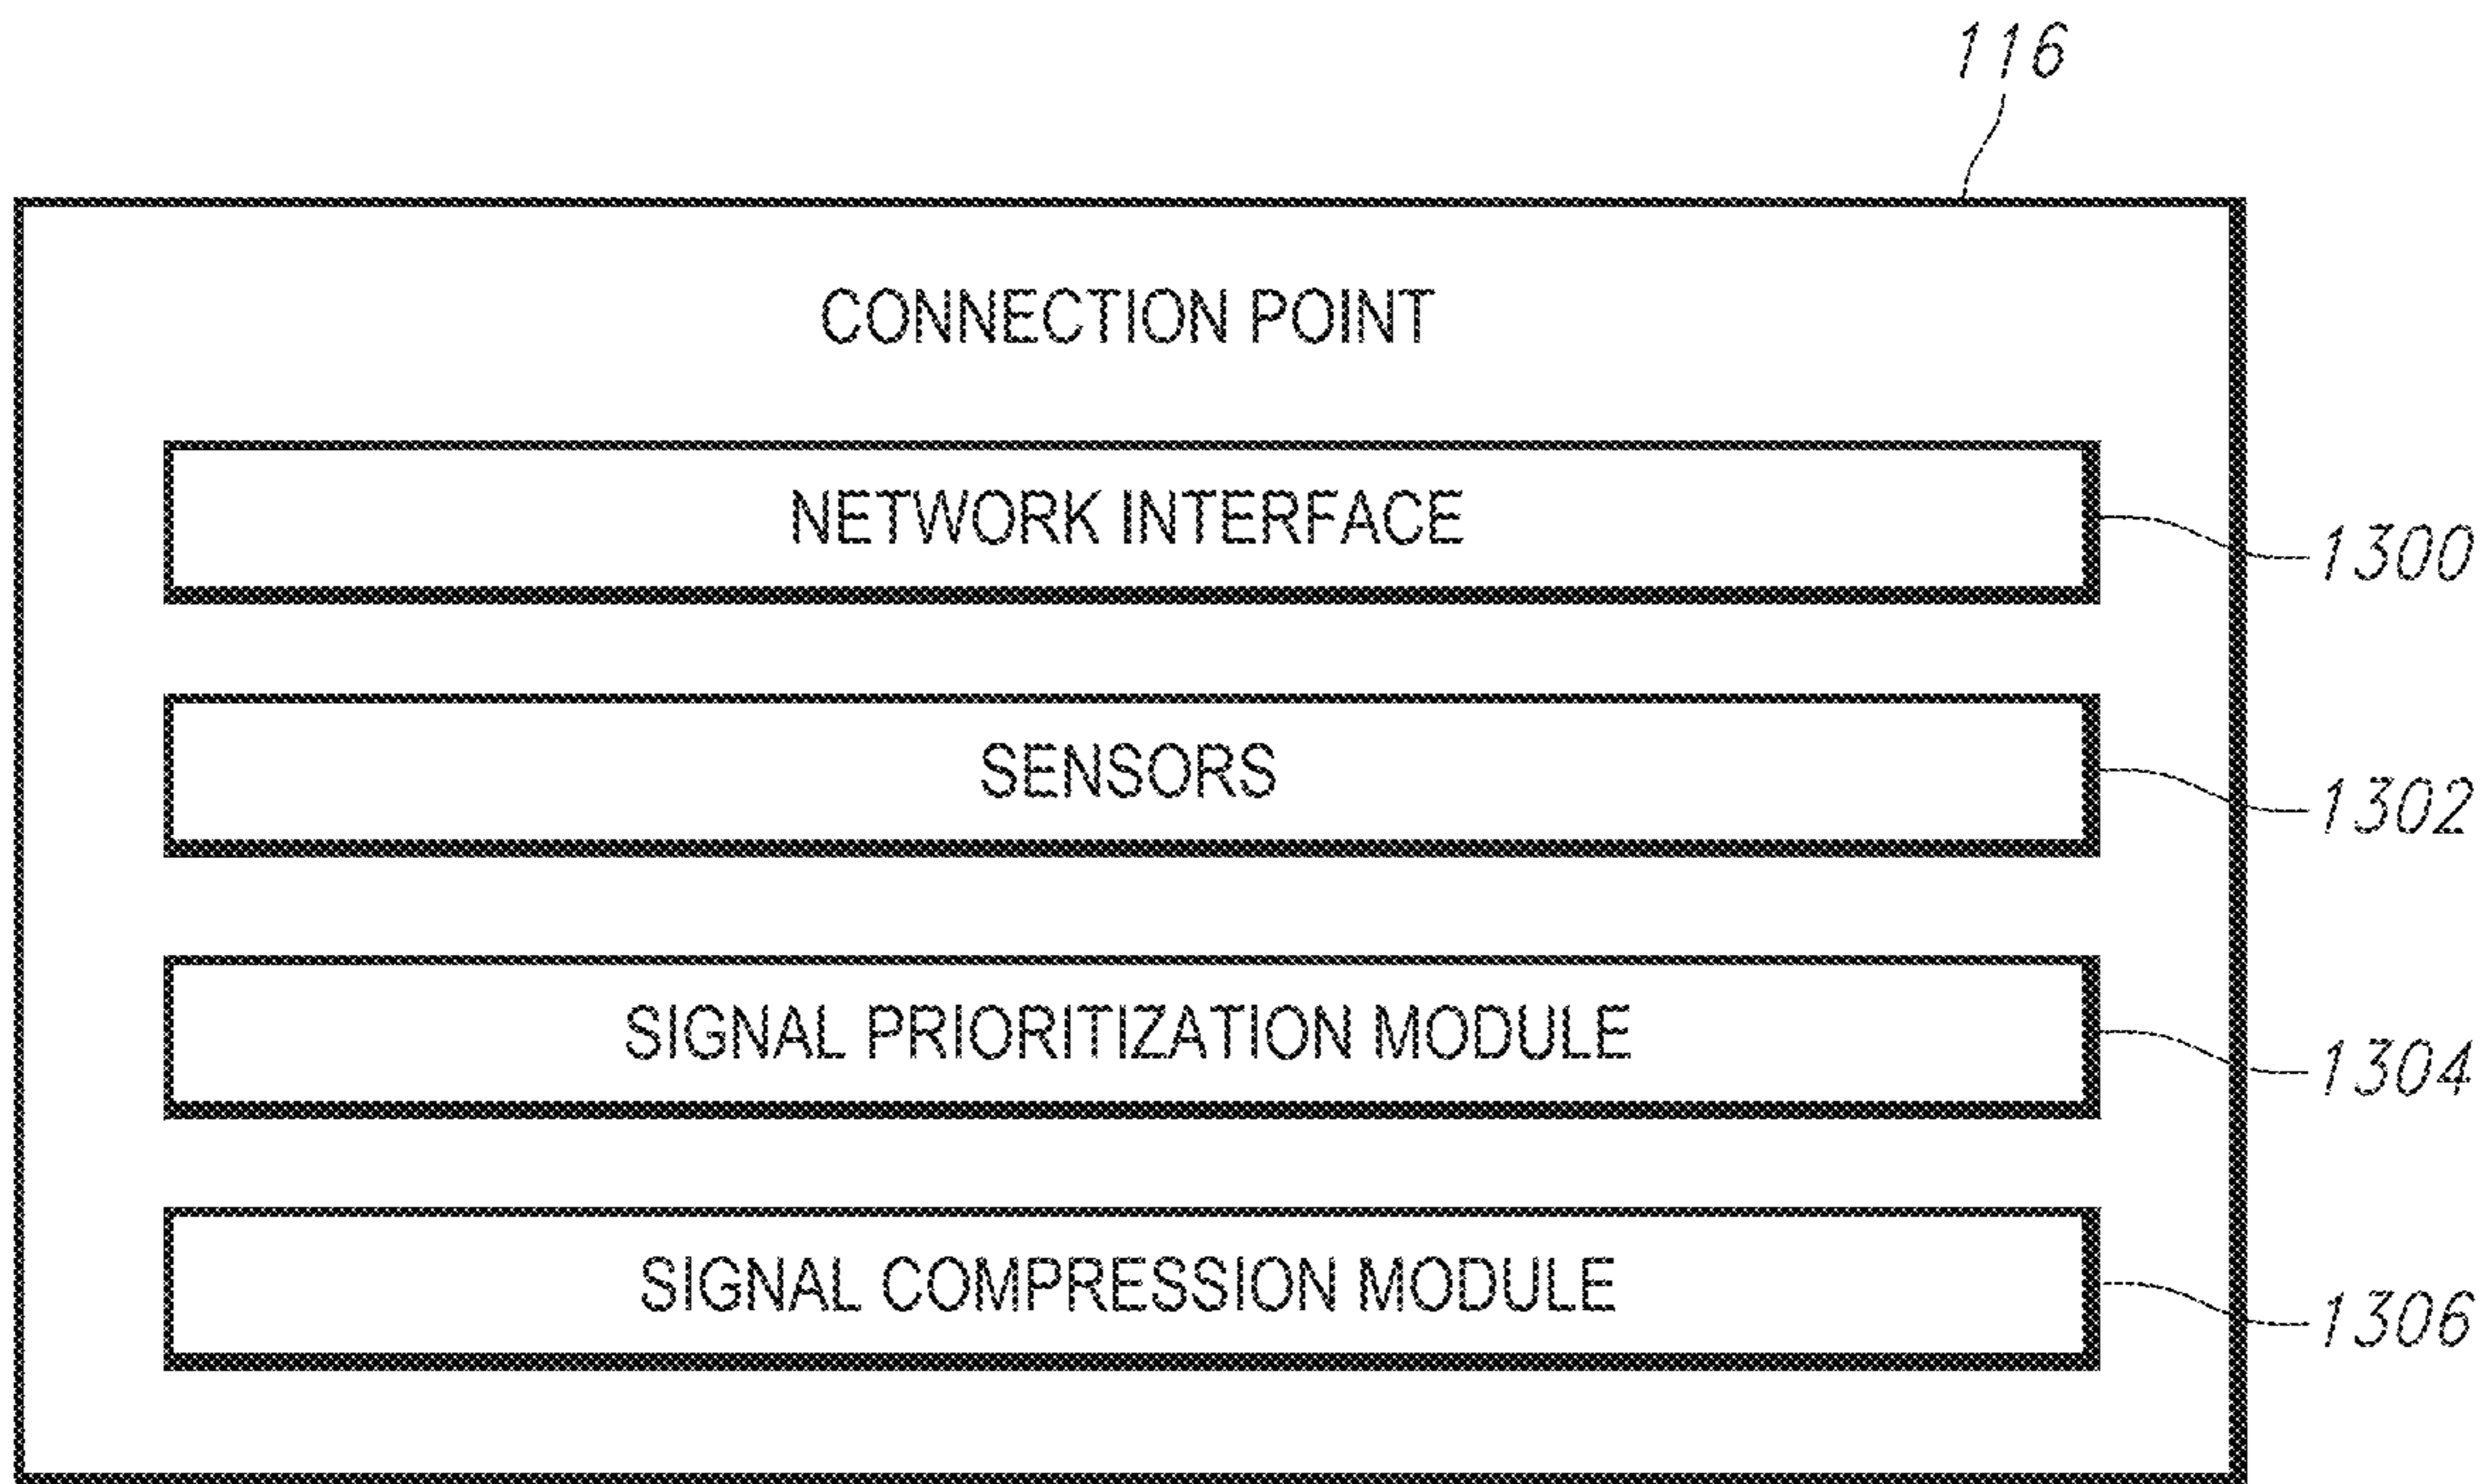 116
CONNECTION POINT
NETWORK INTERFACE
1300
SENSORS
1302
SIGNAL PRIORITIZATION MODULE
1304
SIGNAL COMPRESSION MODULE
1306